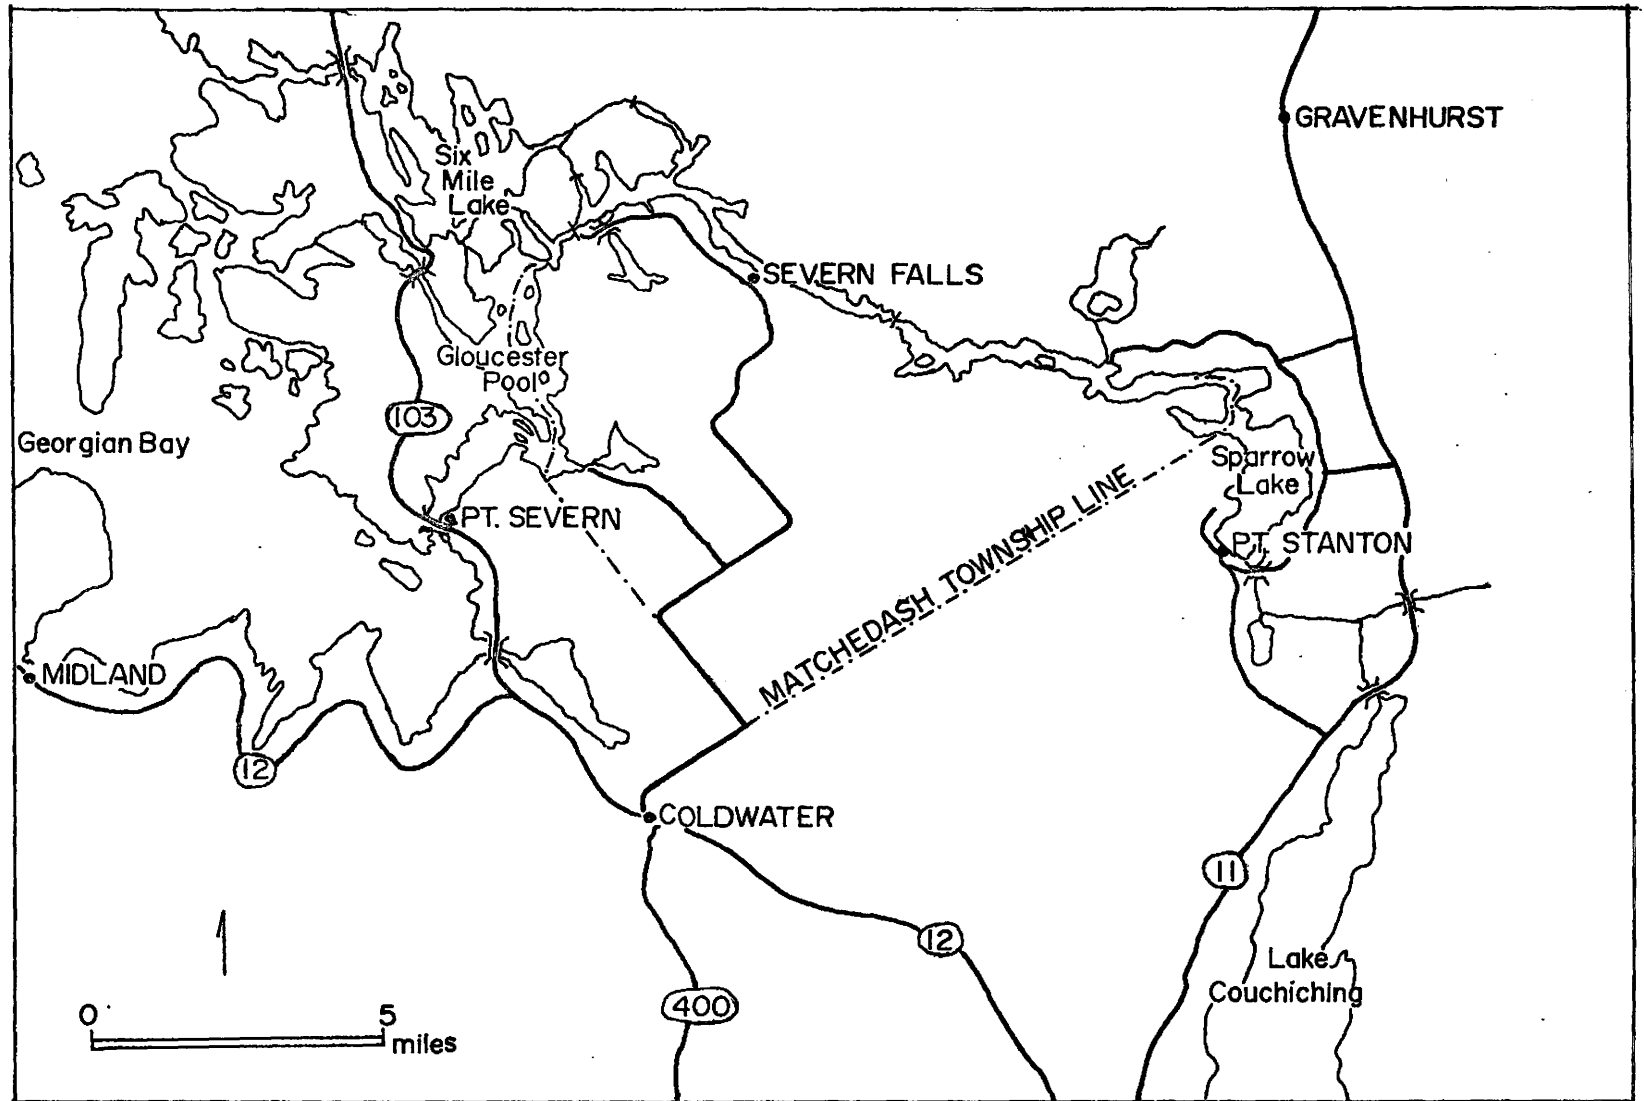 GRAVENHURST
Six
Mile
Lake
SEVERN FALLS
Gloucester
Pool
103
Georgian Bay
Sparrow
Lake
PT. SEVERN
PT. STANTON
MATCHEDASH TOWNSHIP LINE
MIDLAND
12
COLDWATER
11
12
Lake
Couchiching
400
0 5
miles